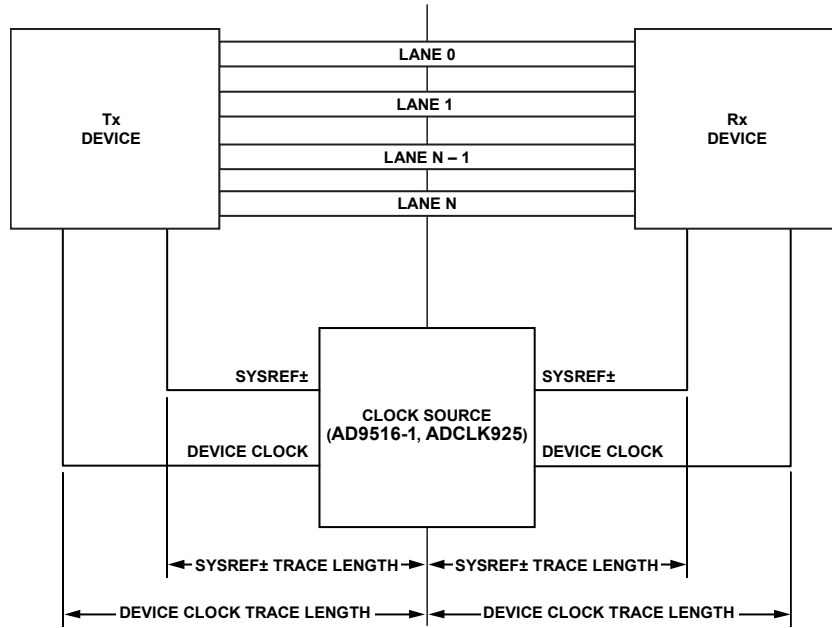 LANE 0
LANE 1
LANE N – 1
LANE N
Tx
DEVICE
Rx
DEVICE
SYSREF±
SYSREF±
CLOCK SOURCE
(AD9516-1, ADCLK925)
DEVICE CLOCK
DEVICE CLOCK
SYSREF± TRACE LENGTH
SYSREF± TRACE LENGTH
DEVICE CLOCK TRACE LENGTH
DEVICE CLOCK TRACE LENGTH